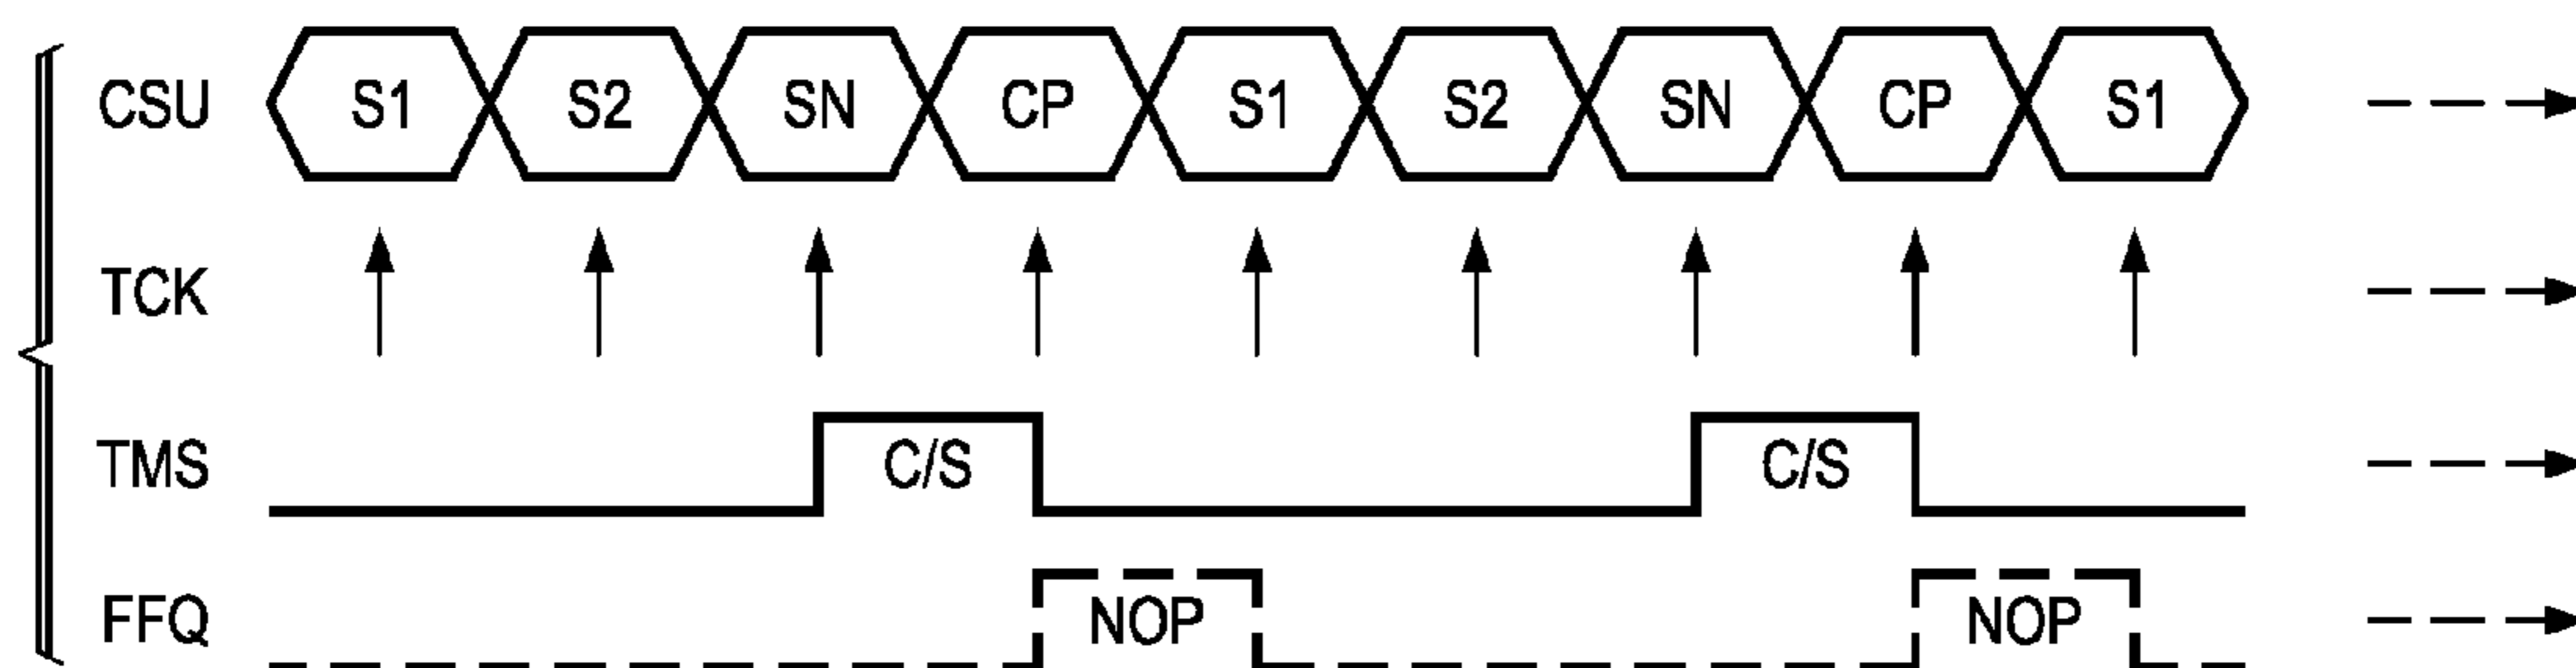 CSU S1 S2 SN CP S1 S2 SN CP S1
TCK
TMS C/S C/S
FFQ NOP NOP